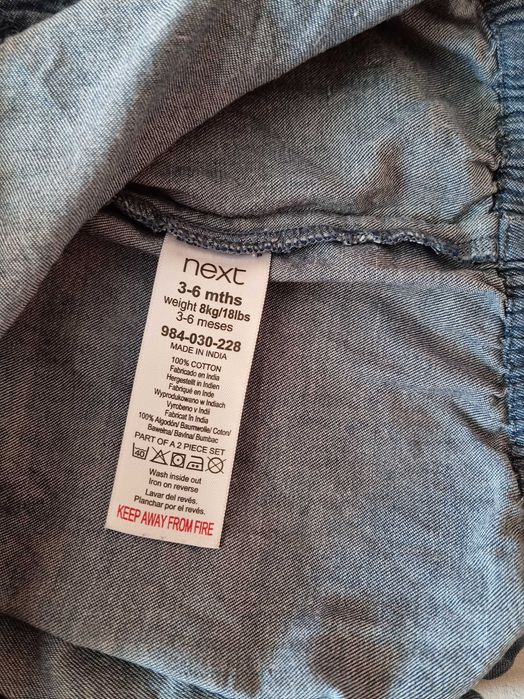 next
3-6 mths
weight 8kg/18lbs
3-6 meses
984-030-228
MADE IN INDIA
100% COTTON
Fabricado en India
Hergestellt in Indien
Fabriqué en Inde
Wyprodukowano w Indiach
Vyrobeno v Indii
Fabricat în India
100% Algodón/ Baumwolle/ Coton/
Bawełna/ Bavlna/ Bumbac
PART OF A 2 PIECE SET
40
Wash inside out
Iron on reverse
Lavar del revés.
Planchar por el revés.
KEEP AWAY FROM FIRE